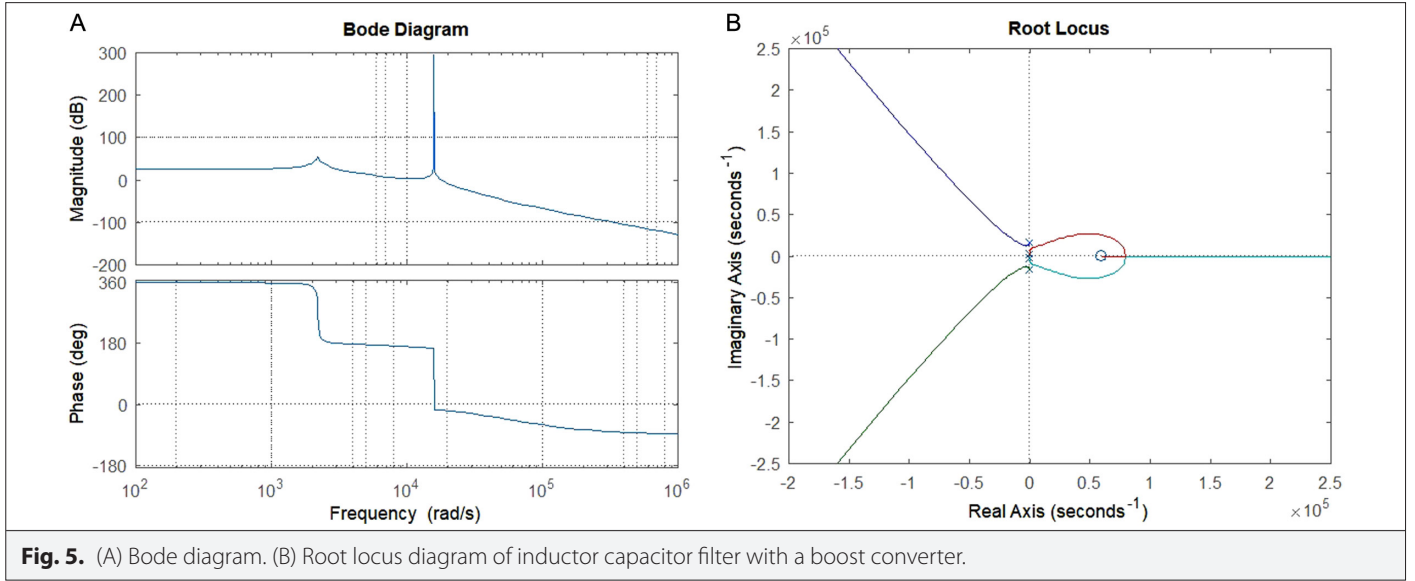 A
Bode Diagram
Magnitude (dB)
300
200
100
0
-100
-200
Phase (deg)
360
180
0
-180
10^2
10^3
10^4
10^5
10^6
Frequency (rad/s)
B
Root Locus
×10^5
Imaginary Axis (seconds^-1)
2.5
2
1.5
1
0.5
0
-0.5
-1
-1.5
-2
-2.5
-2 -1.5 -1 -0.5 0 0.5 1 1.5 2 2.5
Real Axis (seconds^-1)
×10^5
Fig. 5. (A) Bode diagram. (B) Root locus diagram of inductor capacitor filter with a boost converter.